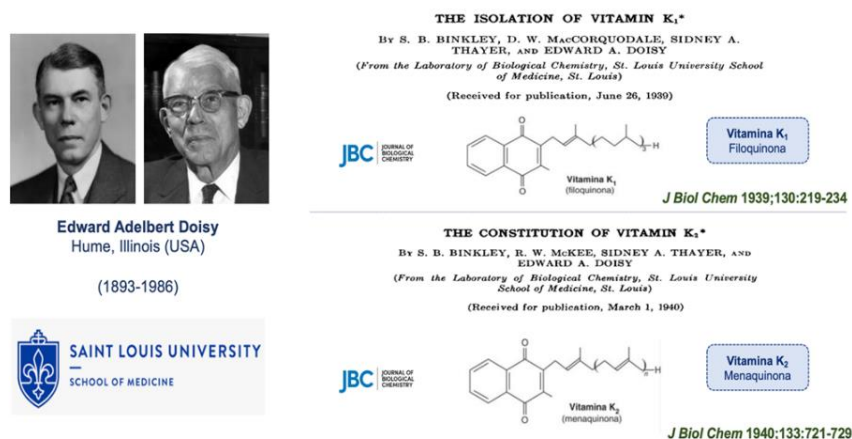 Edward Adelbert Doisy
Hume, Illinois (USA)
(1893-1986)
SAINT LOUIS UNIVERSITY
SCHOOL OF MEDICINE
THE ISOLATION OF VITAMIN K₁*
BY S. B. BINKLEY, D. W. MacCORQUODALE, SIDNEY A.
THAYER, AND EDWARD A. DOISY
(From the Laboratory of Biological Chemistry, St. Louis University School
of Medicine, St. Louis)
(Received for publication, June 26, 1939)
JBC JOURNAL OF
BIOLOGICAL
CHEMISTRY
O
O
3
H
Vitamina K₁
(filoquinona)
Vitamina K₁
Filoquinona
J Biol Chem 1939;130:219-234
THE CONSTITUTION OF VITAMIN K₂*
BY S. B. BINKLEY, R. W. McKEE, SIDNEY A. THAYER, AND
EDWARD A. DOISY
(From the Laboratory of Biological Chemistry, St. Louis University
School of Medicine, St. Louis)
(Received for publication, March 1, 1940)
JBC JOURNAL OF
BIOLOGICAL
CHEMISTRY
O
O
n
H
Vitamina K₂
(menaquinona)
Vitamina K₂
Menaquinona
J Biol Chem 1940;133:721-729